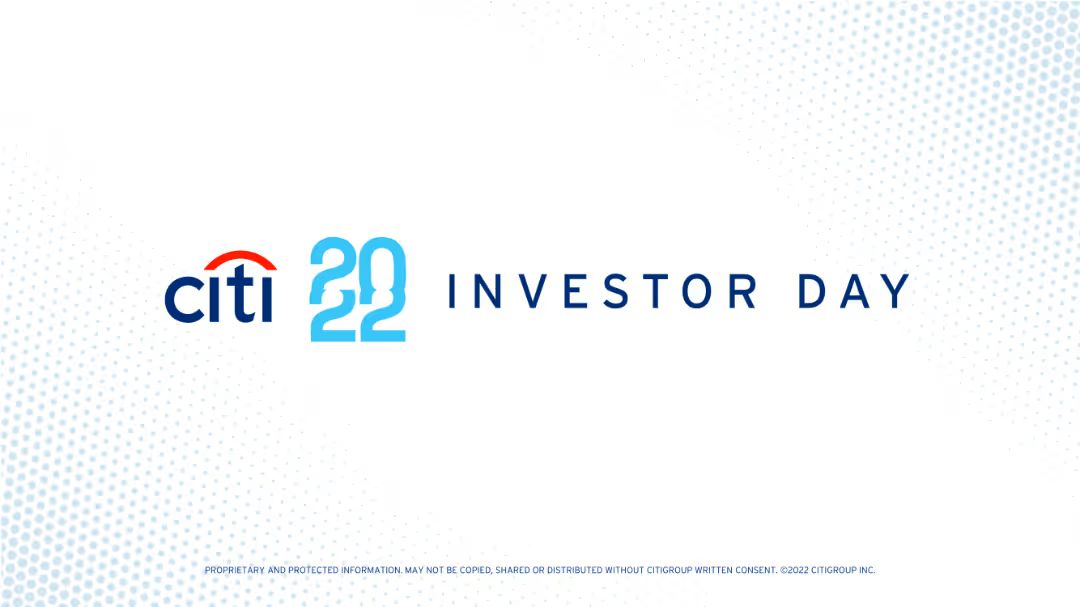 citi 2022 INVESTOR DAY
PROPRIETARY AND PROTECTED INFORMATION. MAY NOT BE COPIED, SHARED OR DISTRIBUTED WITHOUT CITIGROUP WRITTEN CONSENT. ©2022 CITIGROUP INC.